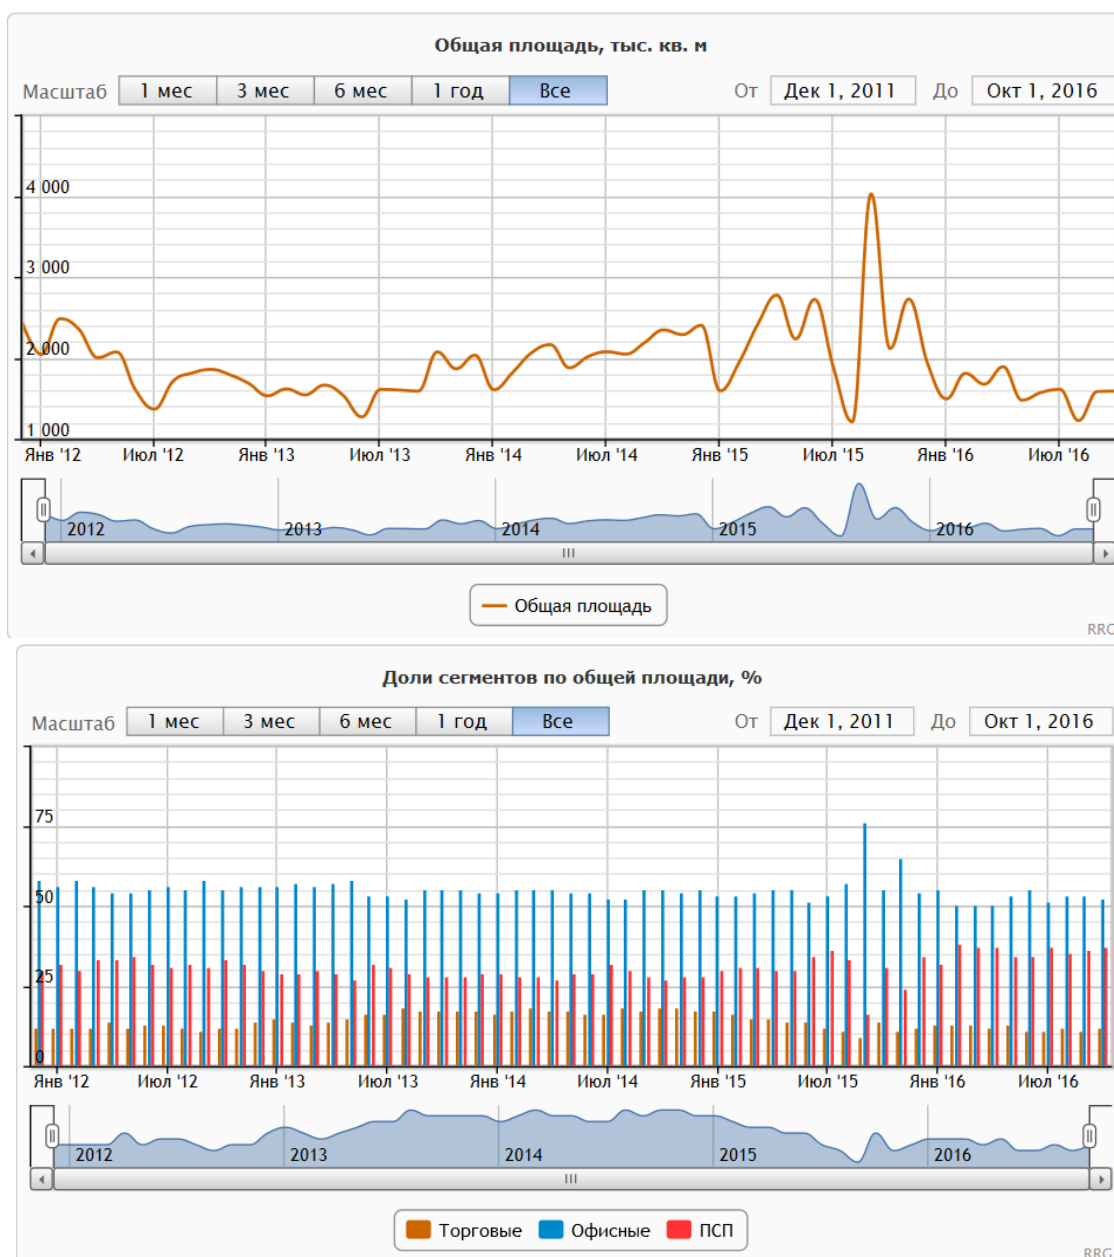 Общая площадь, тыс. кв. м
Масштаб 1 мес 3 мес 6 мес 1 год Все От Дек 1, 2011 До Окт 1, 2016
4 000
3 000
2 000
1 000
Янв '12 Июл '12 Янв '13 Июл '13 Янв '14 Июл '14 Янв '15 Июл '15 Янв '16 Июл '16
2012 2013 2014 2015 2016
Общая площадь
RRG
Доли сегментов по общей площади, %
Масштаб 1 мес 3 мес 6 мес 1 год Все От Дек 1, 2011 До Окт 1, 2016
75
50
25
0
Янв '12 Июл '12 Янв '13 Июл '13 Янв '14 Июл '14 Янв '15 Июл '15 Янв '16 Июл '16
2012 2013 2014 2015 2016
Торговые Офисные ПСП
RRG